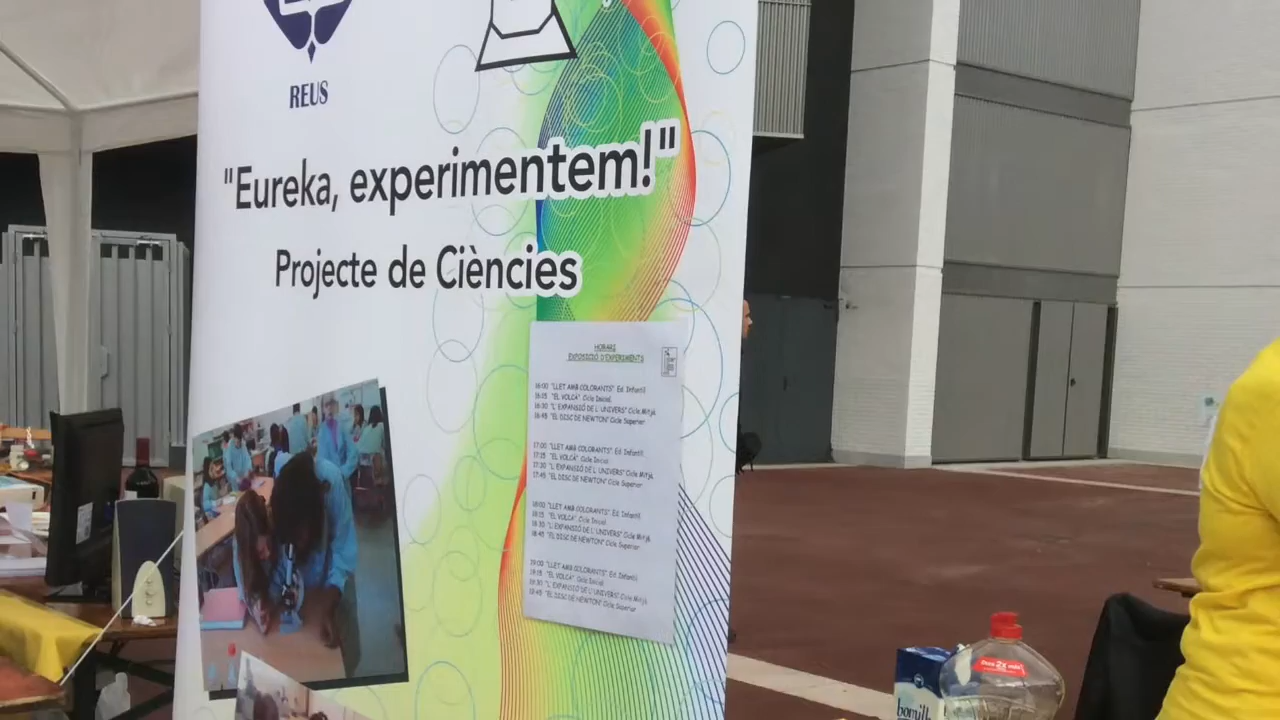 REUS
"Eureka, experimentem!"
Projecte de Ciències
HORARI
EXPOSICIÓ D'EXPERIMENTS
16:00 "LLET AMB COLORANTS" Ed. Infantil
16:15 "EL VOLCÀ" Cicle Inicial
16:30 "L'EXPANSIÓ DE L' UNIVERS" Cicle Mitjà
16:45 "EL DISC DE NEWTON" Cicle Superior
17:00 "LLET AMB COLORANTS" Ed. Infantil
17:15 "EL VOLCÀ" Cicle Inicial
17:30 "L'EXPANSIÓ DE L' UNIVERS" Cicle Mitjà
17:45 "EL DISC DE NEWTON" Cicle Superior
18:00 "LLET AMB COLORANTS" Ed. Infantil
18:15 "EL VOLCÀ" Cicle Inicial
18:30 "L'EXPANSIÓ DE L' UNIVERS" Cicle Mitjà
18:45 "EL DISC DE NEWTON" Cicle Superior
19:00 "LLET AMB COLORANTS" Ed. Infantil
19:15 "EL VOLCÀ" Cicle Inicial
19:30 "L'EXPANSIÓ DE L' UNIVERS" Cicle Mitjà
19:45 "EL DISC DE NEWTON" Cicle Superior